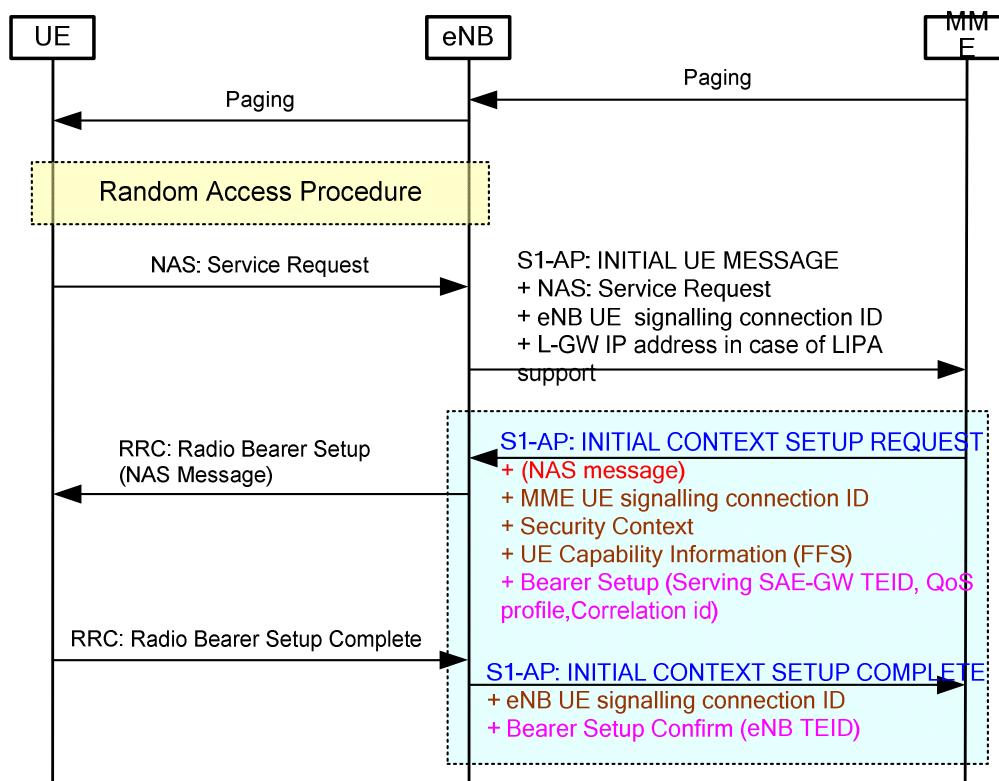 UE
eNB
MM
E
Paging
Paging
Random Access Procedure
NAS: Service Request
S1-AP: INITIAL UE MESSAGE
+ NAS: Service Request
+ eNB UE  signalling connection ID
+ L-GW IP address in case of LIPA
support
RRC: Radio Bearer Setup
(NAS Message)
S1-AP: INITIAL CONTEXT SETUP REQUEST
+ (NAS message)
+ MME UE signalling connection ID
+ Security Context
+ UE Capability Information (FFS)
+ Bearer Setup (Serving SAE-GW TEID, QoS
profile,Correlation id)
RRC: Radio Bearer Setup Complete
S1-AP: INITIAL CONTEXT SETUP COMPLETE
+ eNB UE signalling connection ID
+ Bearer Setup Confirm (eNB TEID)